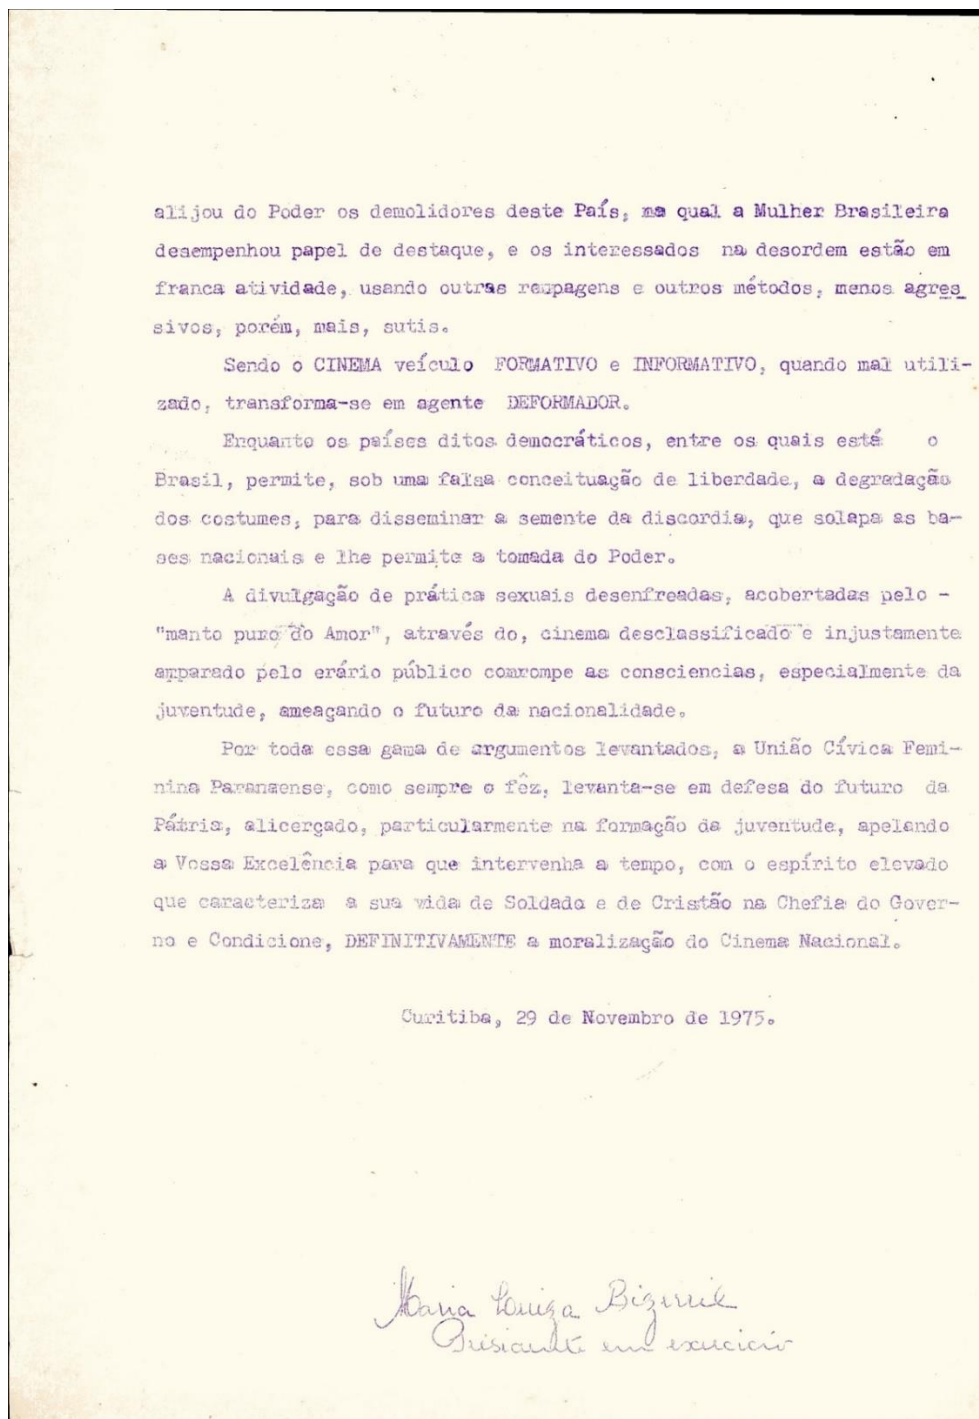 alijou do Poder os demolidores deste País, na qual a Mulher Brasileira
desempenhou papel de destaque, e os interessados na desordem estão em
franca atividade, usando outras roupagens e outros métodos, menos agres
sivos, porém, mais, sutis.
Sendo o CINEMA veículo FORMATIVO e INFORMATIVO, quando mal utili-
zado, transforma-se em agente DEFORMADOR.
Enquanto os países ditos democráticos, entre os quais está o
Brasil, permite, sob uma falsa conceituação de liberdade, a degradação
dos costumes, para disseminar a semente da discordia, que solapa as ba-
ses nacionais e lhe permite a tomada do Poder.
A divulgação de prática sexuais desenfreadas, acobertadas pelo -
"manto puro do Amor", através do, cinema desclassificado e injustamente
amparado pelo erário público comrompe as consciencias, especialmente da
juventude, ameaçando o futuro da nacionalidade.
Por toda essa gama de argumentos levantados, a União Cívica Femi-
nina Paranaense, como sempre o fêz, levanta-se em defesa do futuro da
Pátria, alicerçado, particularmente na formação da juventude, apelando
a Vossa Excelência para que intervenha a tempo, com o espírito elevado
que caracteriza a sua vida de Soldado e de Cristão na Chefia do Gover-
no e Condicione, DEFINITIVAMENTE a moralização do Cinema Nacional.
Curitiba, 29 de Novembro de 1975.
Maria Luiza Bizerril
Presidente em exercício